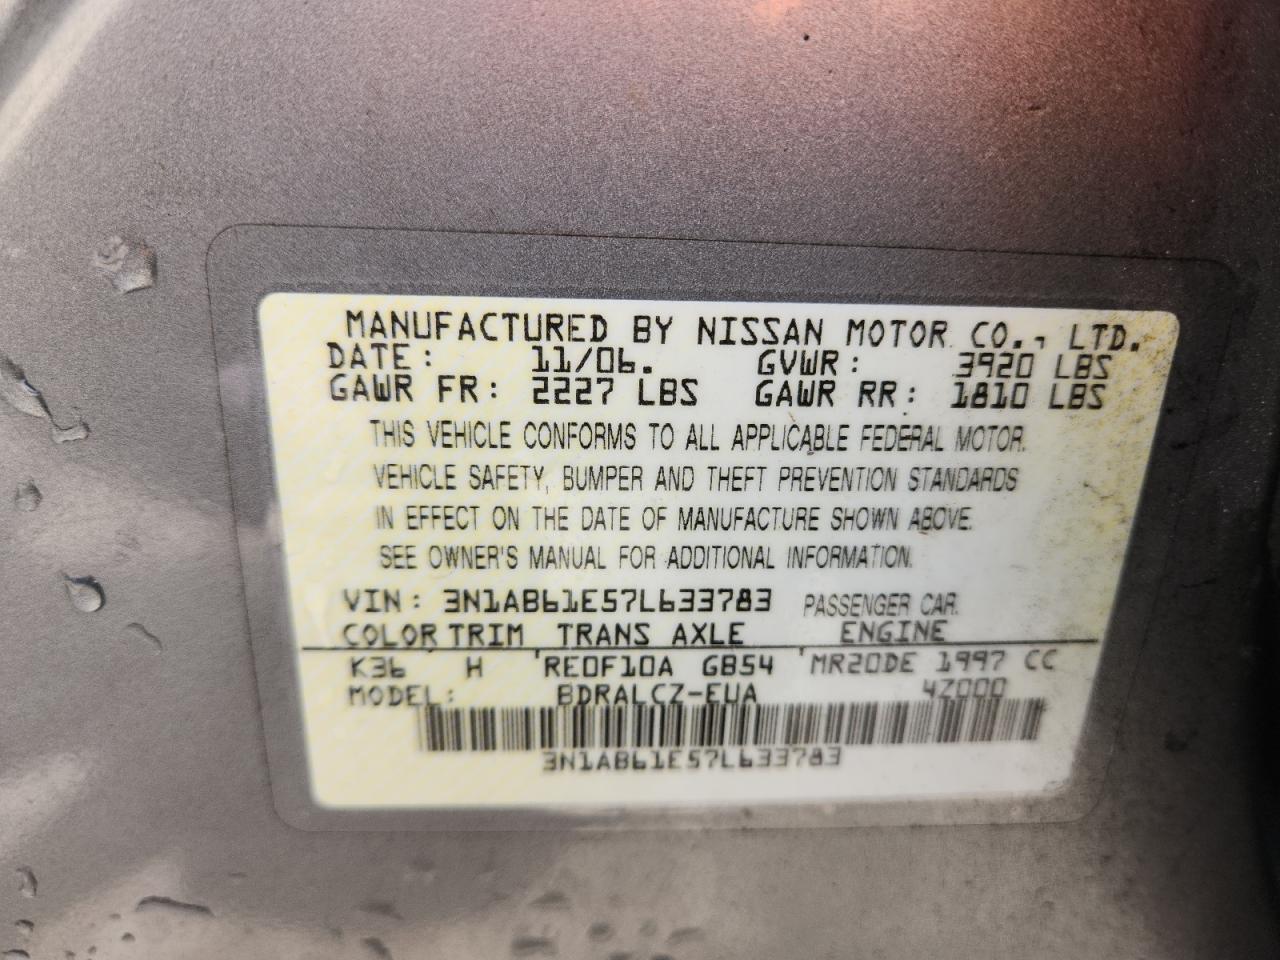 MANUFACTURED BY NISSAN MOTOR CO., LTD.
DATE: 11/06. GVWR: 3920 LBS
GAWR FR: 2227 LBS GAWR RR: 1810 LBS
THIS VEHICLE CONFORMS TO ALL APPLICABLE FEDERAL MOTOR
VEHICLE SAFETY, BUMPER AND THEFT PREVENTION STANDARDS
IN EFFECT ON THE DATE OF MANUFACTURE SHOWN ABOVE.
SEE OWNER'S MANUAL FOR ADDITIONAL INFORMATION.
VIN: 3N1AB61E57L633783 PASSENGER CAR
COLOR TRIM TRANS AXLE ENGINE
K36 H RE0F10A GB54 MR20DE 1997 CC
MODEL: BDRALCZ-EUA 4Z000
3N1AB61E57L633783